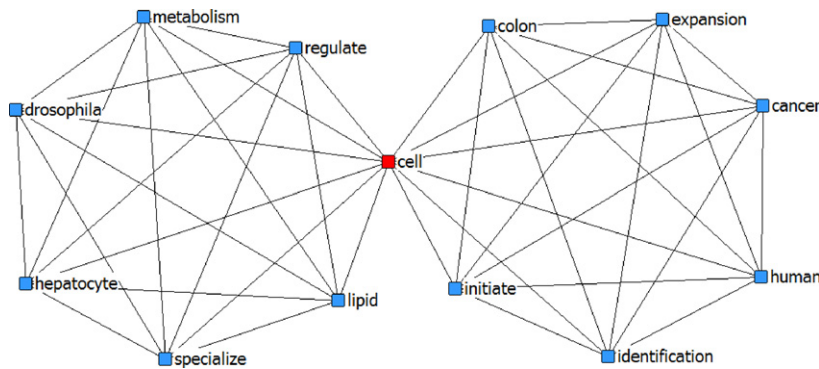 metabolism
regulate
drosophila
hepatocyte
lipid
specialize
cell
colon
expansion
cancer
human
initiate
identification